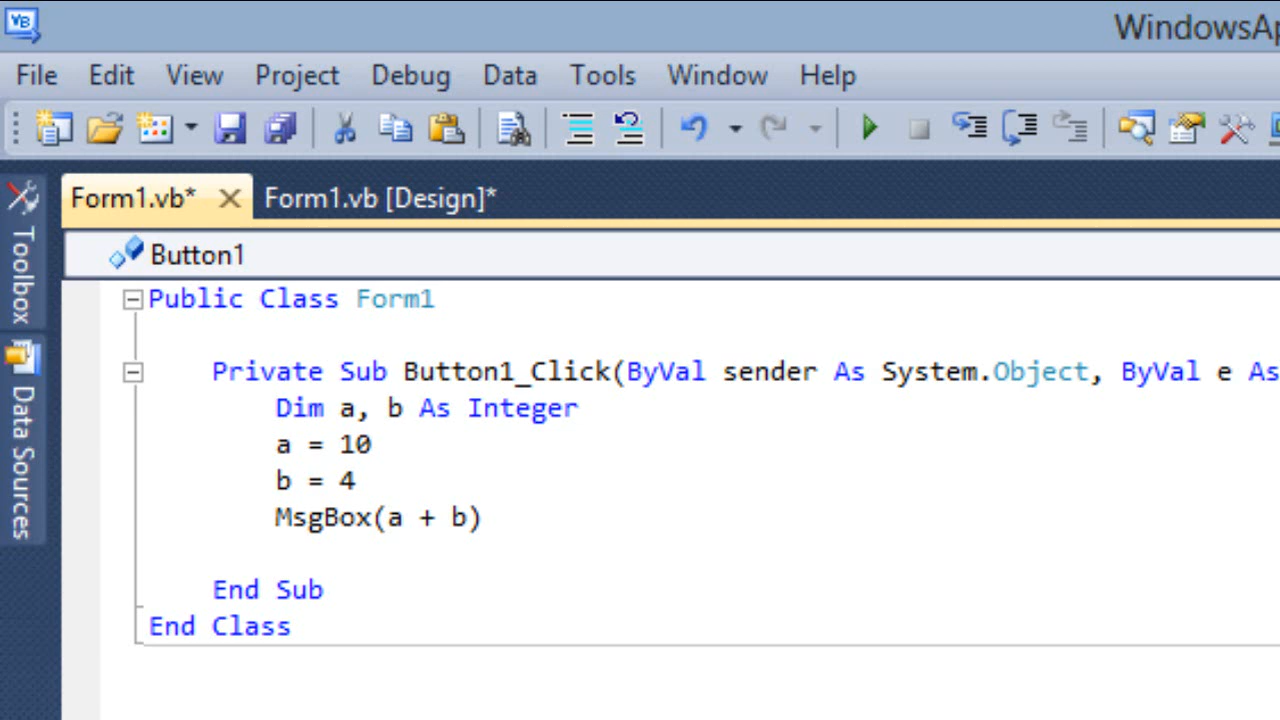 VB
WindowsAp
File Edit View Project Debug Data Tools Window Help
Toolbox
Data Sources
Form1.vb* Form1.vb [Design]*
Button1
Public Class Form1
Private Sub Button1_Click(ByVal sender As System.Object, ByVal e As
Dim a, b As Integer
a = 10
b = 4
MsgBox(a + b)
End Sub
End Class